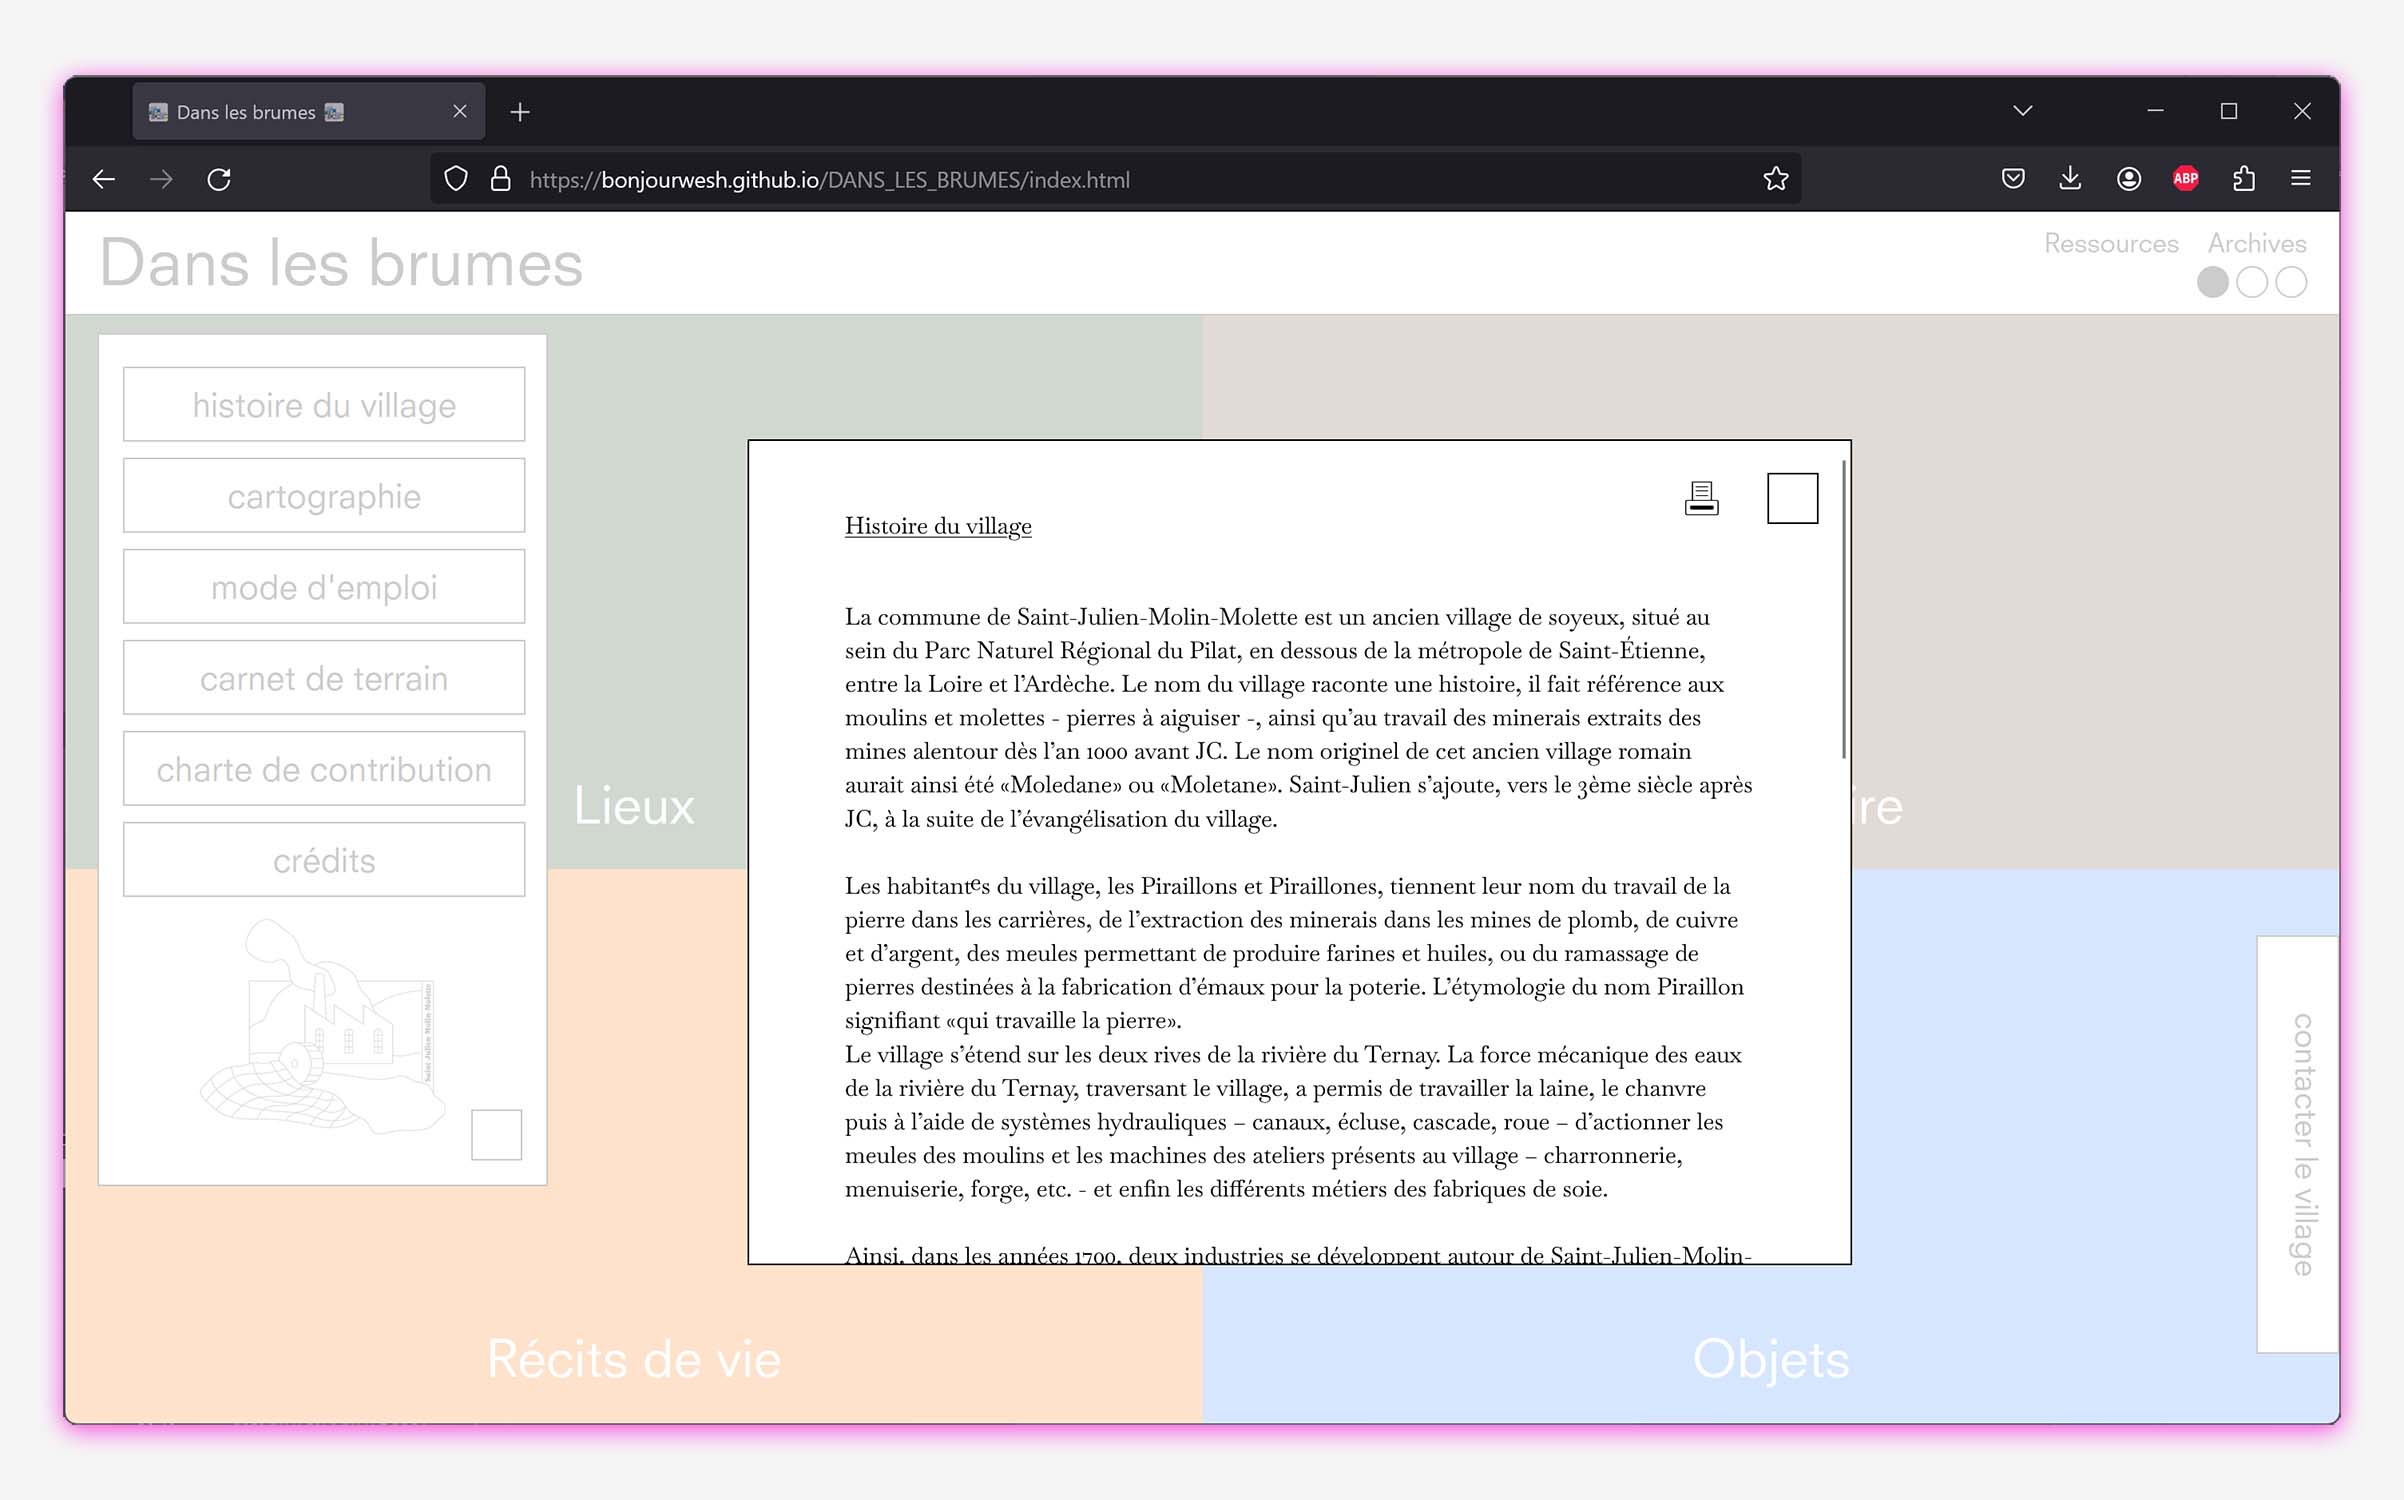 Dans les brumes
https://bonjourwesh.github.io/DANS_LES_BRUMES/index.html
ABP
Dans les brumes
Ressources Archives
histoire du village
cartographie
mode d'emploi
carnet de terrain
charte de contribution
crédits
Saint Julien Molin Molette
Lieux
ire
Histoire du village
La commune de Saint-Julien-Molin-Molette est un ancien village de soyeux, situé au
sein du Parc Naturel Régional du Pilat, en dessous de la métropole de Saint-Étienne,
entre la Loire et l’Ardèche. Le nom du village raconte une histoire, il fait référence aux
moulins et molettes - pierres à aiguiser -, ainsi qu’au travail des minerais extraits des
mines alentour dès l’an 1000 avant JC. Le nom originel de cet ancien village romain
aurait ainsi été «Moledane» ou «Moletane». Saint-Julien s’ajoute, vers le 3ème siècle après
JC, à la suite de l’évangélisation du village.
Les habitantes du village, les Piraillons et Piraillones, tiennent leur nom du travail de la
pierre dans les carrières, de l’extraction des minerais dans les mines de plomb, de cuivre
et d’argent, des meules permettant de produire farines et huiles, ou du ramassage de
pierres destinées à la fabrication d’émaux pour la poterie. L’étymologie du nom Piraillon
signifiant «qui travaille la pierre».
Le village s’étend sur les deux rives de la rivière du Ternay. La force mécanique des eaux
de la rivière du Ternay, traversant le village, a permis de travailler la laine, le chanvre
puis à l’aide de systèmes hydrauliques – canaux, écluse, cascade, roue – d’actionner les
meules des moulins et les machines des ateliers présents au village – charronnerie,
menuiserie, forge, etc. - et enfin les différents métiers des fabriques de soie.
Ainsi, dans les années 1700, deux industries se développent autour de Saint-Julien-Molin-
Récits de vie
Objets
contacter le village